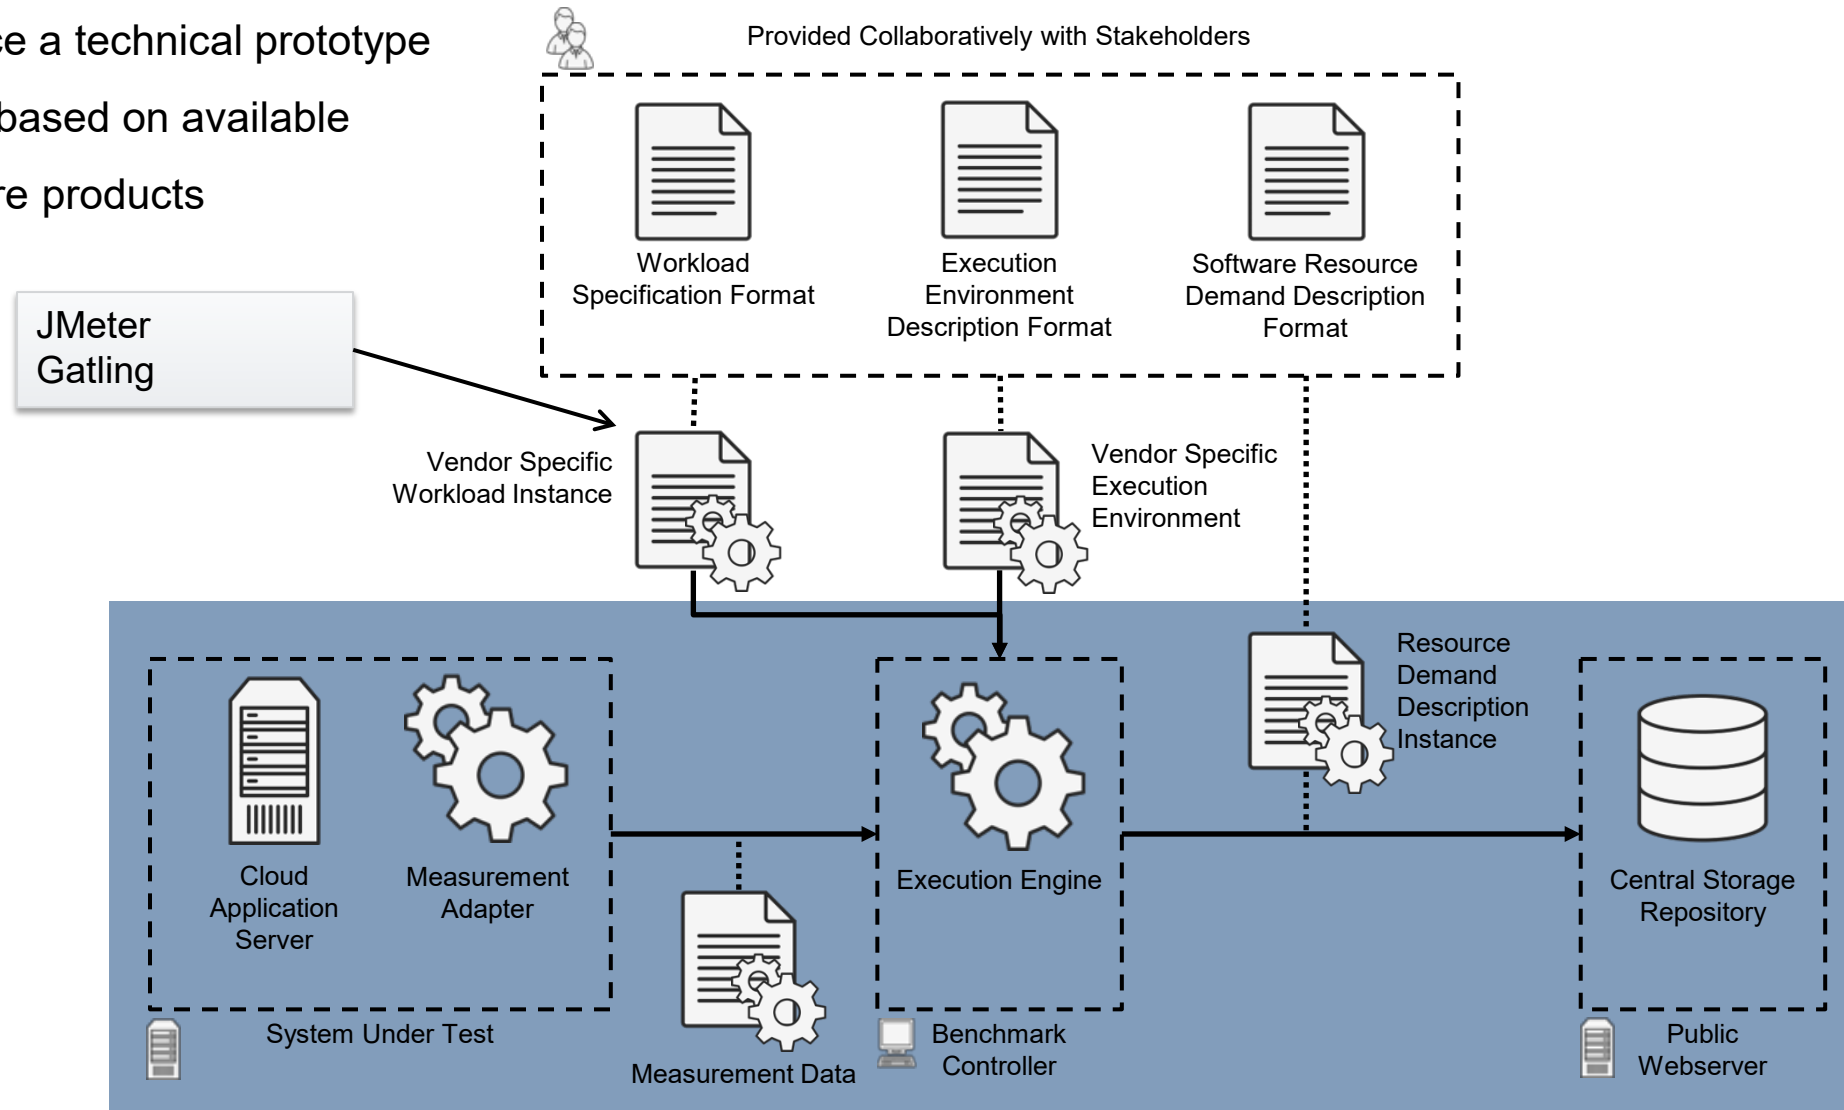 ce a technical prototype
based on available
re products
Provided Collaboratively with Stakeholders
Workload
Specification Format
Execution
Environment
Description Format
Software Resource
Demand Description
Format
JMeter
Gatling
Vendor Specific
Workload Instance
Vendor Specific
Execution
Environment
Resource
Demand
Description
Instance
Cloud
Application
Server
Measurement
Adapter
Execution Engine
Central Storage
Repository
System Under Test
Measurement Data
Benchmark
Controller
Public
Webserver